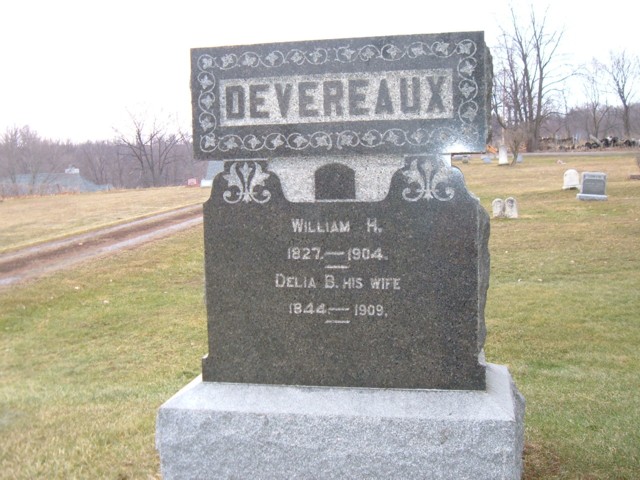 DEVEREAUX
WILLIAM H.
1827.—1904.
DELIA B. HIS WIFE
1844.—1909.